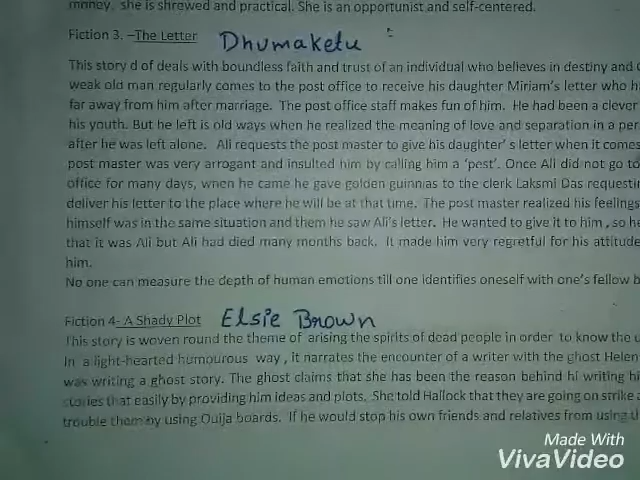 money, she is shrewd and practical. She is an opportunist and self-centered.
Fiction 3. –The Letter Dhumaketu
This story d of deals with boundless faith and trust of an individual who believes in destiny and
weak old man regularly comes to the post office to receive his daughter Miriam's letter who
far away from him after marriage. The post office staff makes fun of him. He had been a clever
his youth. But he left is old ways when he realized the meaning of love and separation in a
after he was left alone. Ali requests the post master to give his daughter's letter when it comes
post master was very arrogant and insulted him by calling him a 'pest'. Once Ali did not go to
office for many days, when he came he gave golden guinnias to the clerk Laksmi Das
deliver his letter to the place where he will be at that time. The post master realized his feelings
himself was in the same situation and them he saw Ali's letter. He wanted to give it to him , so
that it was Ali but Ali had died many months back. It made him very regretful for his attitude
him.
No one can measure the depth of human emotions till one identifies oneself with one's fellow
Fiction 4- A Shady Plot Elsie Brown
This story is woven round the theme of arising the spirits of dead people in order to know the
In a light-hearted humourous way , it narrates the encounter of a writer with the ghost Helen
was writing a ghost story. The ghost claims that she has been the reason behind hi writing
stories that easily by providing him ideas and plots. She told Hallock that they are going on strike
trouble them by using Ouija boards. If he would stop his own friends and relatives from using
Made With
VivaVideo